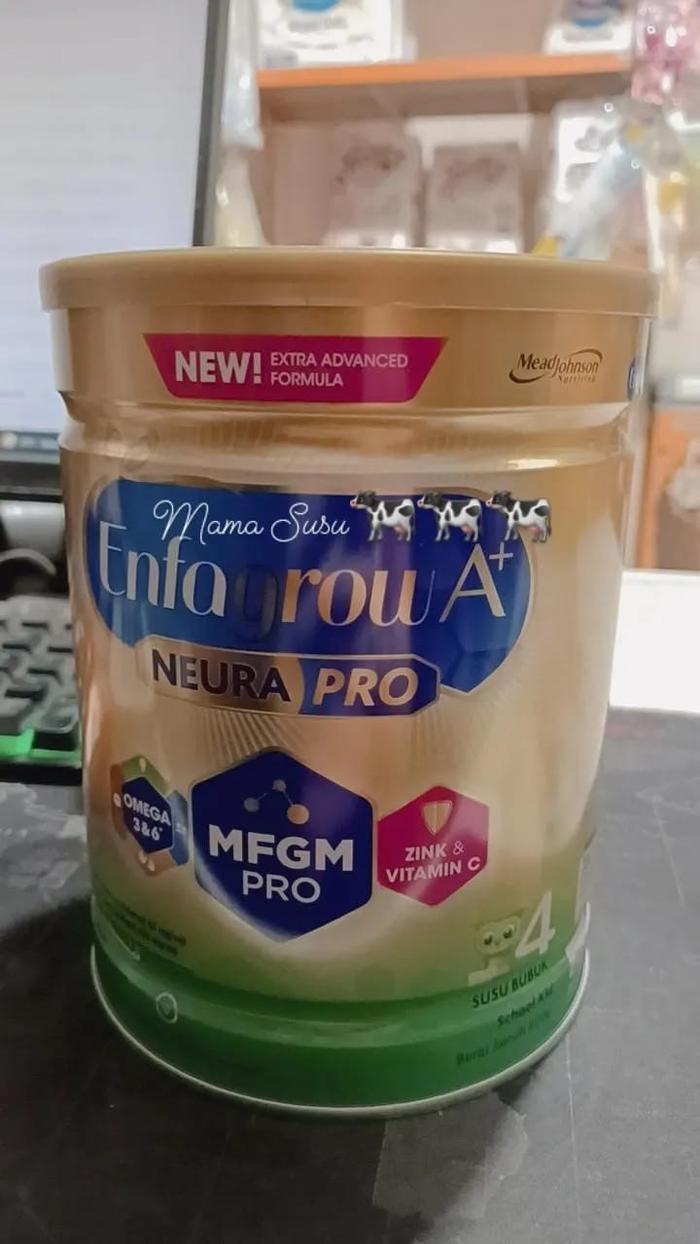 NEW! EXTRA ADVANCED
FORMULA
MeadJohnson
Nutrition
Mama Susu
Enfagrow A+
NEURA PRO
OMEGA
3&6
MFGM
PRO
ZINK &
VITAMIN C
4
SUSU BUBUK